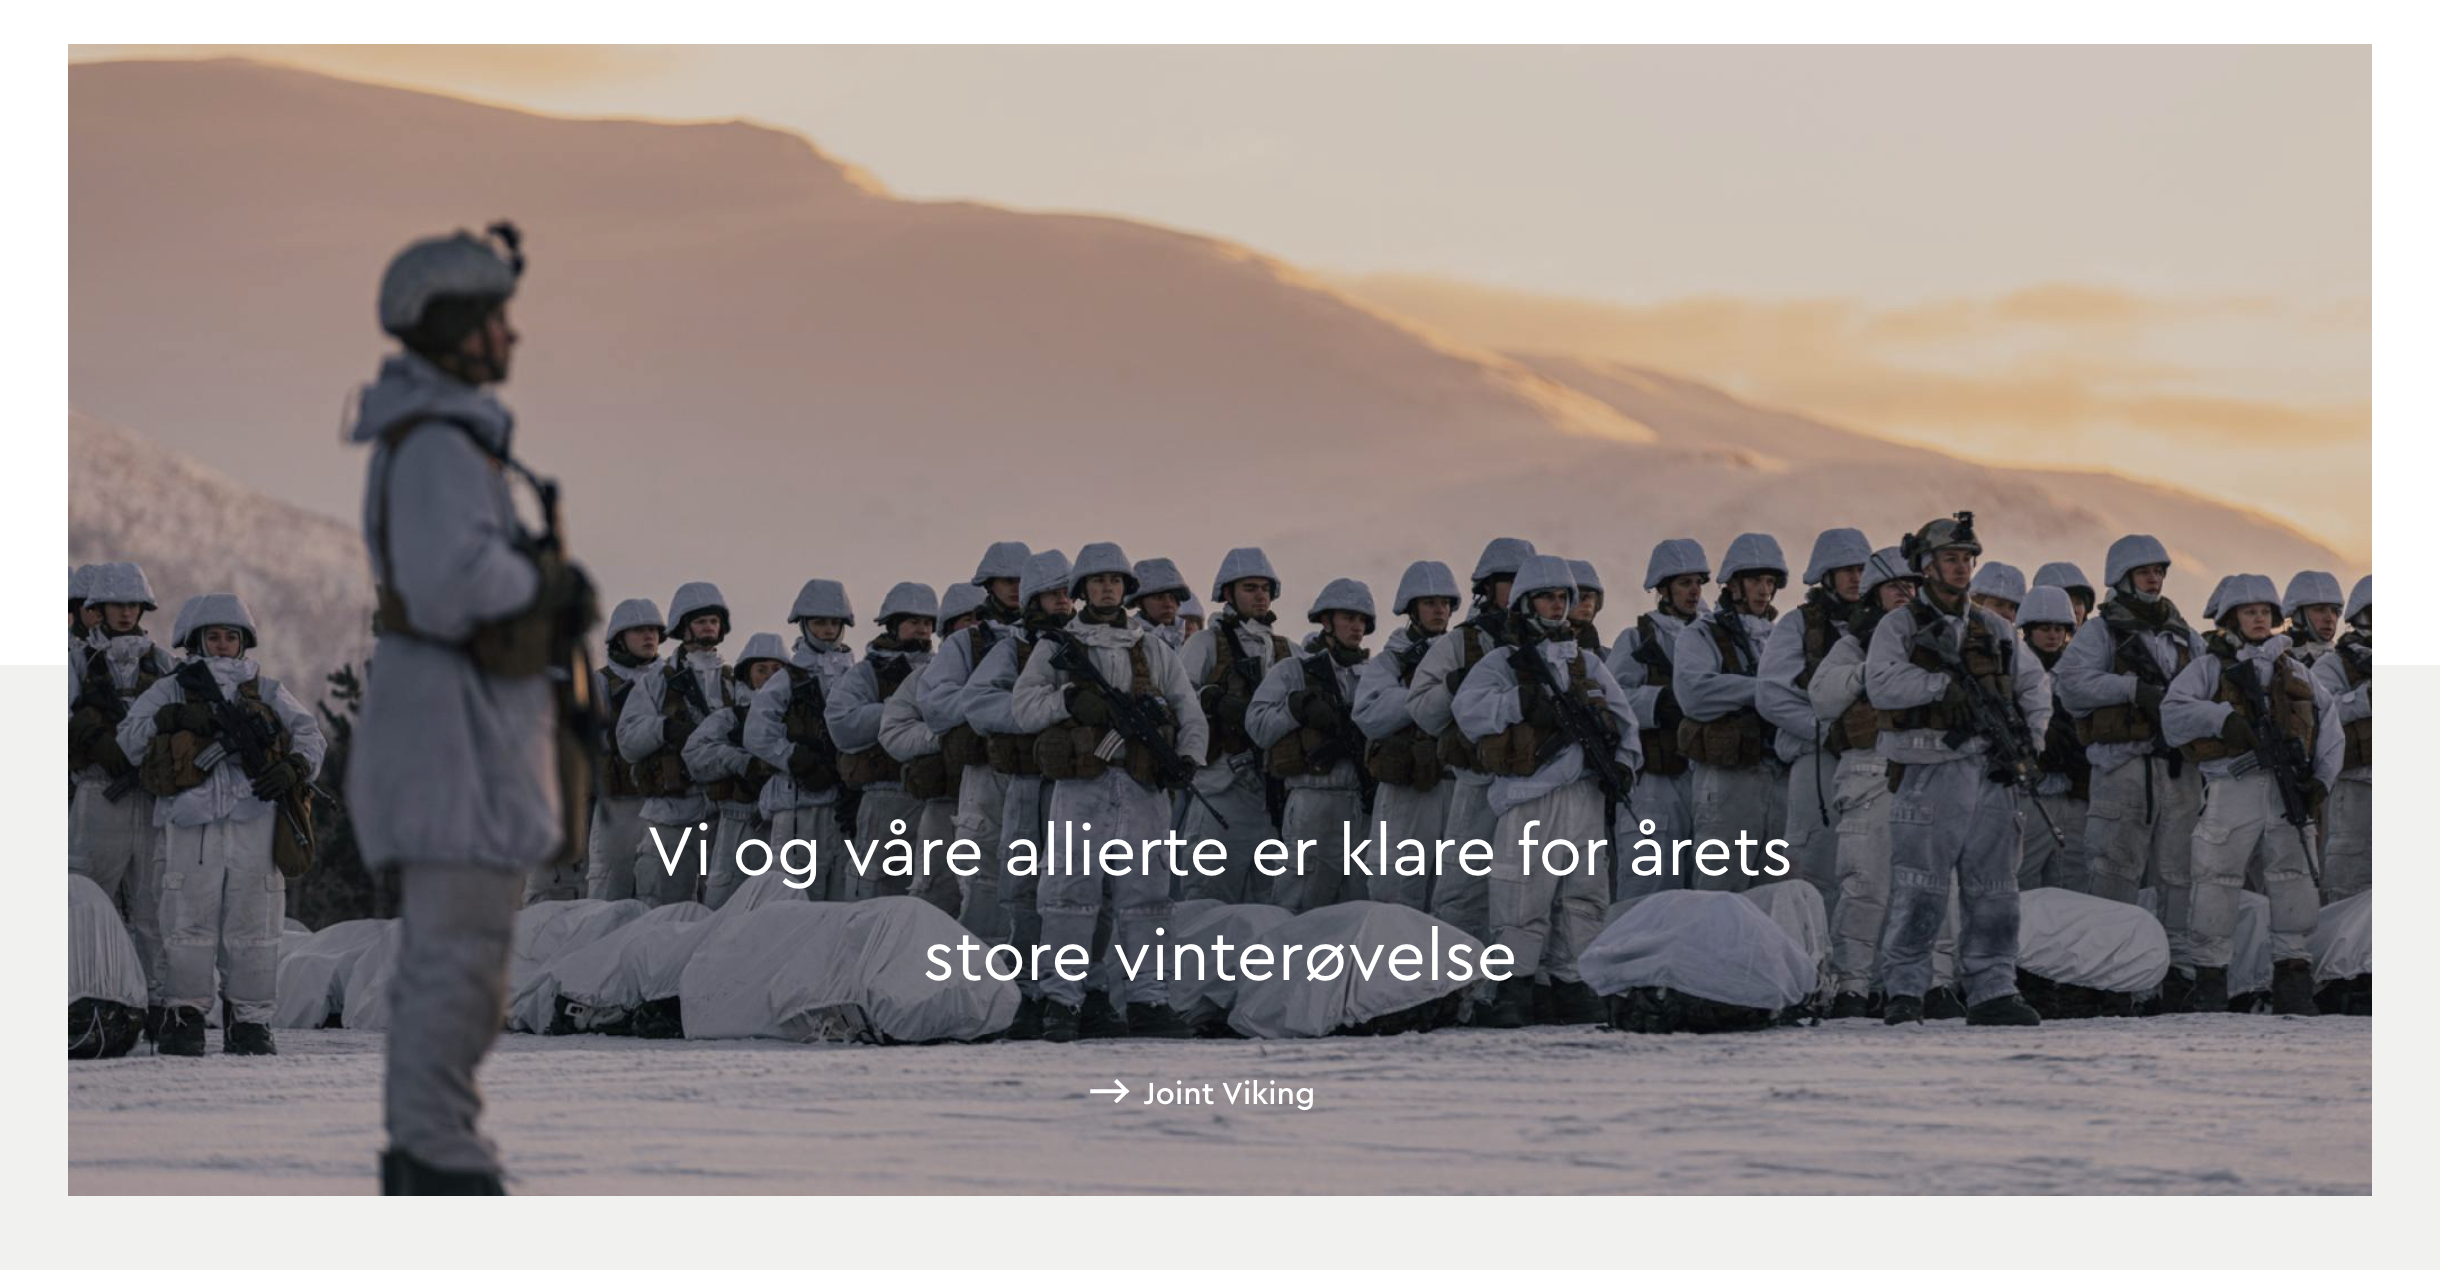 Vi og våre allierte er klare for årets
store vinterøvelse
→ Joint Viking